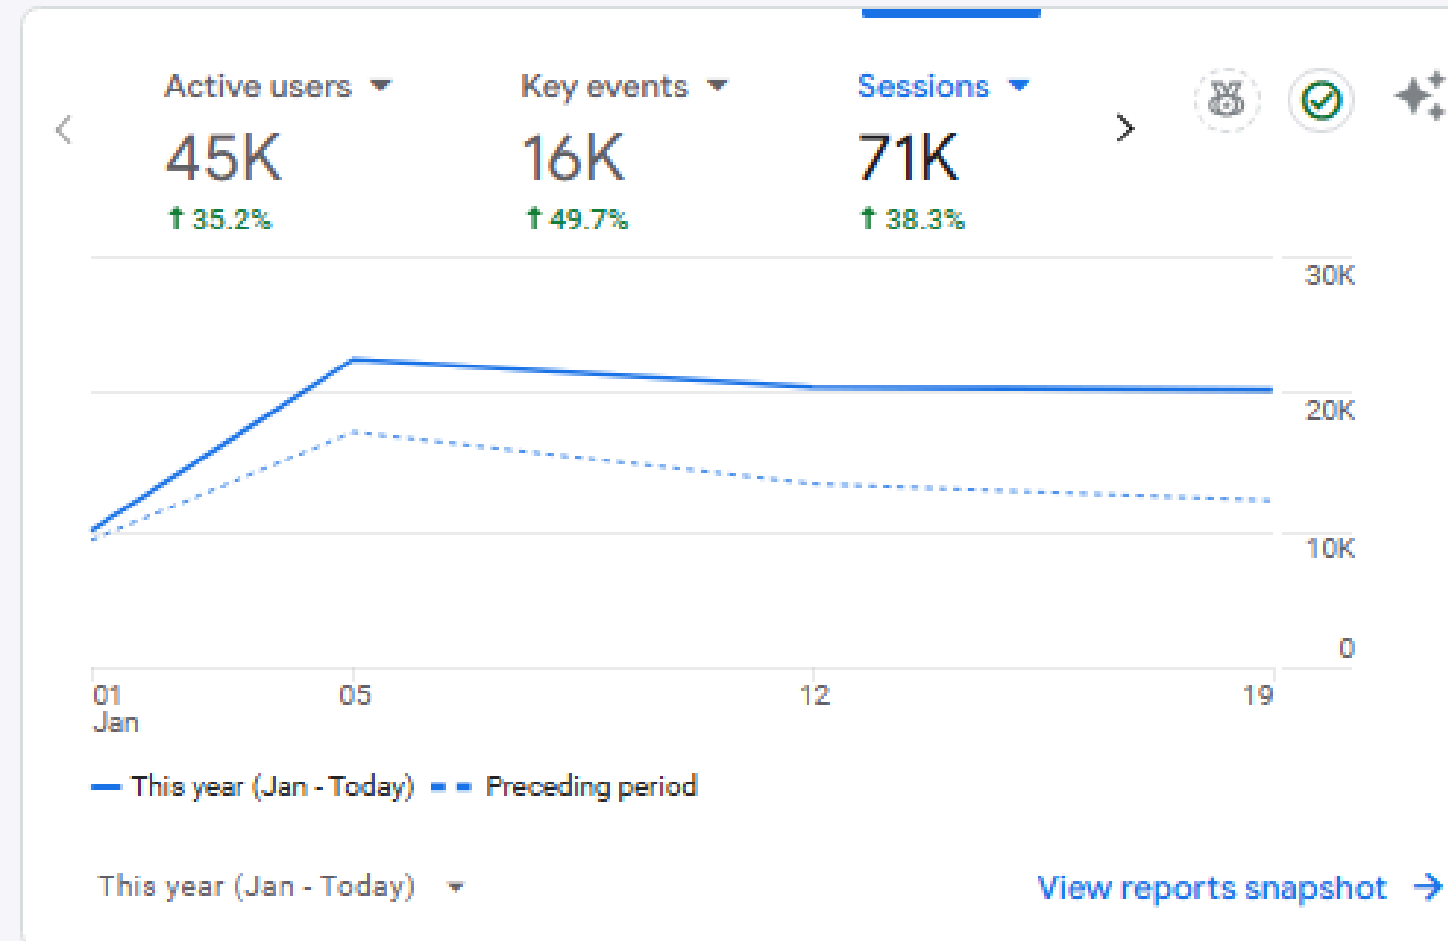 Active users Key events Sessions
45K 16K 71K
35.2% 49.7% 38.3%
30K
20K
10K
0
01 05 12 19
Jan
This year (Jan - Today) Preceding period
This year (Jan - Today) View reports snapshot